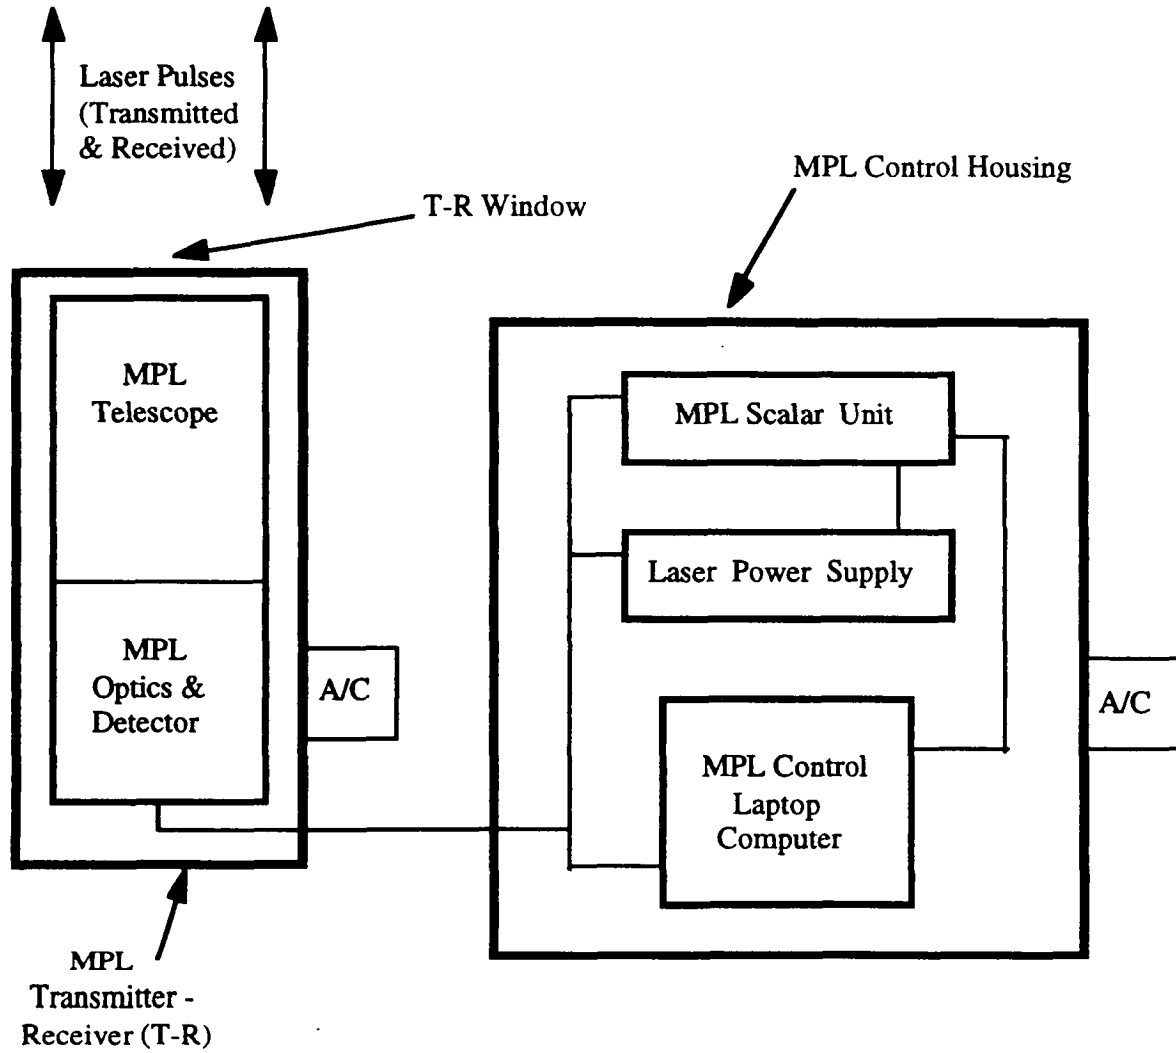 Laser Pulses
(Transmitted
& Received)
T-R Window
MPL Control Housing
MPL
Telescope
MPL
Optics &
Detector
A/C
MPL Scalar Unit
Laser Power Supply
MPL Control
Laptop
Computer
A/C
MPL
Transmitter -
Receiver (T-R)